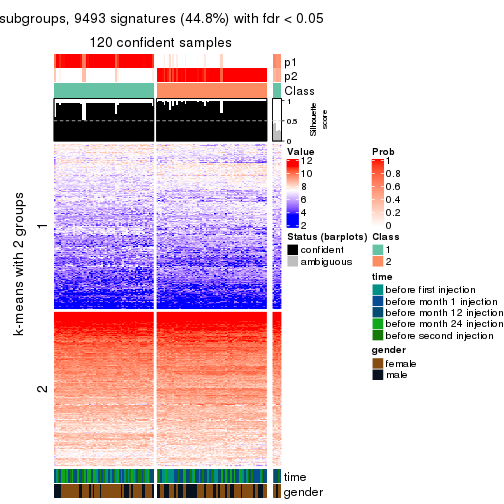 subgroups, 9493 signatures (44.8%) with fdr < 0.05
120 confident samples
p1
p2
Class
1
0.5
0
Silhouette
score
k-means with 2 groups
1
2
Value
12
10
8
6
4
2
Prob
1
0.8
0.6
0.4
0.2
0
Status (barplots)
confident
ambiguous
Class
1
2
time
before first injection
before month 1 injection
before month 12 injection
before month 24 injection
before second injection
gender
female
male
time
gender